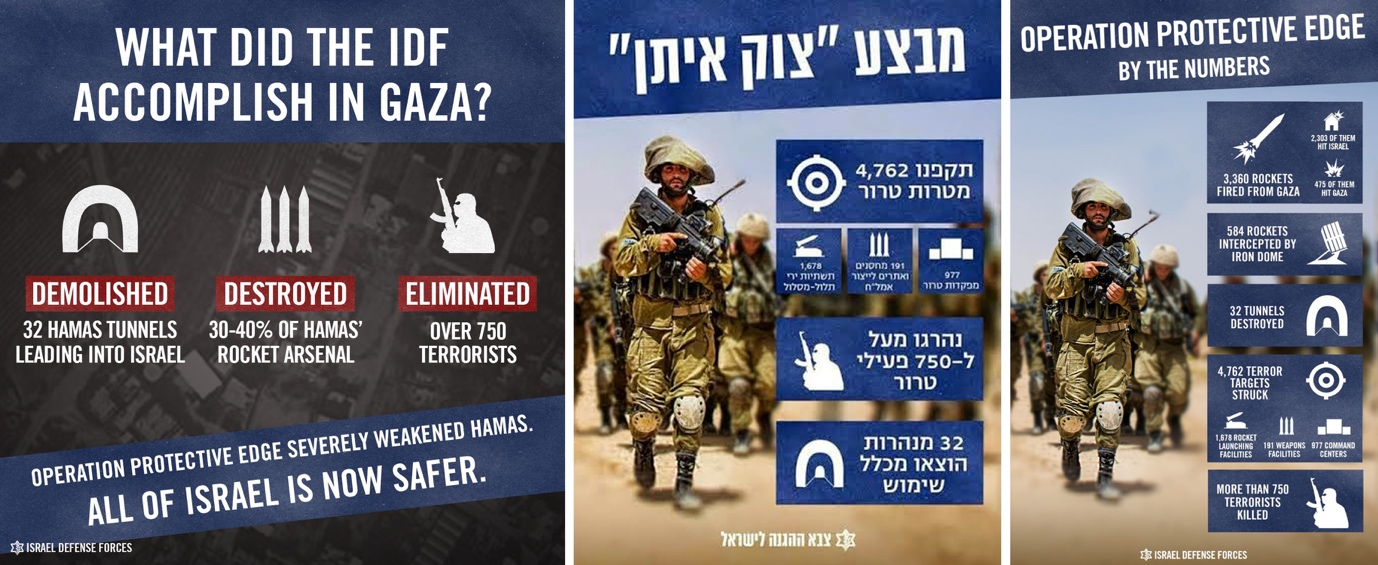 WHAT DID THE IDF
ACCOMPLISH IN GAZA?
DEMOLISHED
32 HAMAS TUNNELS
LEADING INTO ISRAEL
DESTROYED
30-40% OF HAMAS'
ROCKET ARSENAL
ELIMINATED
OVER 750
TERRORISTS
OPERATION PROTECTIVE EDGE SEVERELY WEAKENED HAMAS.
ALL OF ISRAEL IS NOW SAFER.
ISRAEL DEFENSE FORCES
מבצע "צוק איתן"
תקפנו 4,762
מטרות טרור
977
מפקדות טרור
191 מחסנים
ואתרים לייצור
אמל"ח
1,678
תשתיות ירי
תלול-מסלול
נהרגו מעל
ל-750 פעילי
טרור
32 מנהרות
הוצאו מכלל
שימוש
צבא ההגנה לישראל
OPERATION PROTECTIVE EDGE
BY THE NUMBERS
3,360 ROCKETS
FIRED FROM GAZA
2,303 OF THEM
HIT ISRAEL
475 OF THEM
HIT GAZA
584 ROCKETS
INTERCEPTED BY
IRON DOME
32 TUNNELS
DESTROYED
4,762 TERROR
TARGETS
STRUCK
1,678 ROCKET
LAUNCHING
FACILITIES
191 WEAPONS
FACILITIES
977 COMMAND
CENTERS
MORE THAN 750
TERRORISTS
KILLED
ISRAEL DEFENSE FORCES